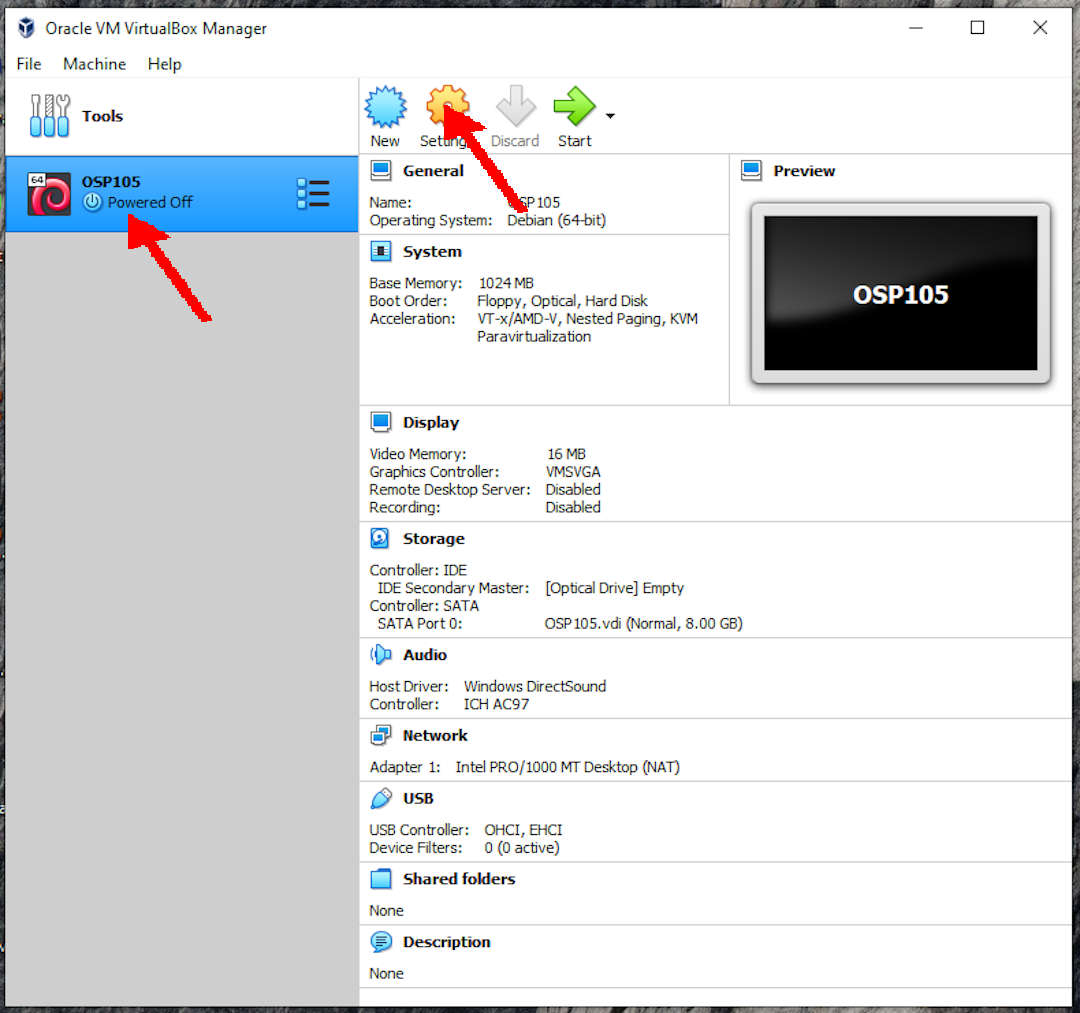 Oracle VM VirtualBox Manager
File Machine Help
Tools
New Settings Discard Start
64 OSP105
Powered Off
General
Name: OSP105
Operating System: Debian (64-bit)
Preview
OSP105
System
Base Memory: 1024 MB
Boot Order: Floppy, Optical, Hard Disk
Acceleration: VT-x/AMD-V, Nested Paging, KVM
Paravirtualization
Display
Video Memory: 16 MB
Graphics Controller: VMSVGA
Remote Desktop Server: Disabled
Recording: Disabled
Storage
Controller: IDE
IDE Secondary Master: [Optical Drive] Empty
Controller: SATA
SATA Port 0: OSP105.vdi (Normal, 8.00 GB)
Audio
Host Driver: Windows DirectSound
Controller: ICH AC97
Network
Adapter 1: Intel PRO/1000 MT Desktop (NAT)
USB
USB Controller: OHCI, EHCI
Device Filters: 0 (0 active)
Shared folders
None
Description
None